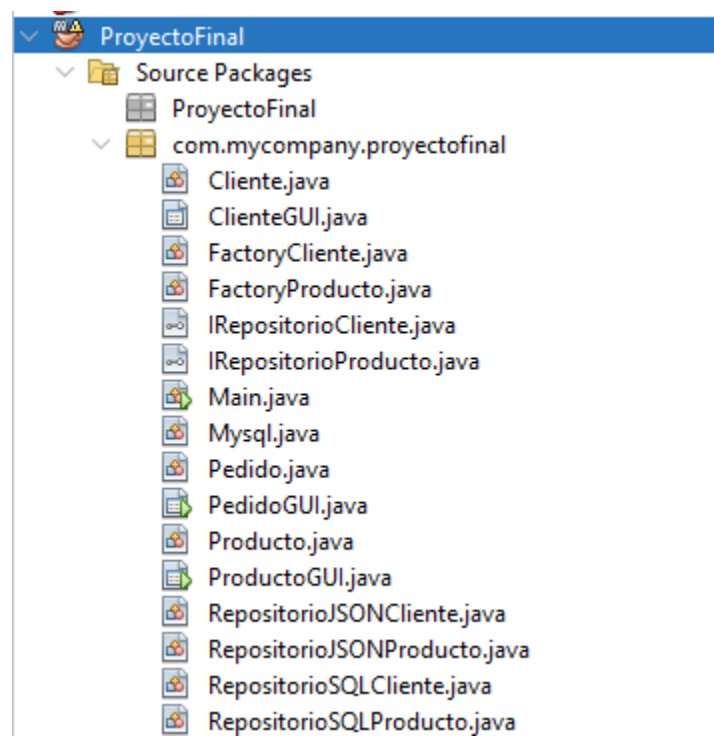 ProyectoFinal
Source Packages
ProyectoFinal
com.mycompany.proyectofinal
Cliente.java
ClienteGUI.java
FactoryCliente.java
FactoryProducto.java
IRepositorioCliente.java
IRepositorioProducto.java
Main.java
Mysql.java
Pedido.java
PedidoGUI.java
Producto.java
ProductoGUI.java
RepositorioJSONCliente.java
RepositorioJSONProducto.java
RepositorioSQLCliente.java
RepositorioSQLProducto.java